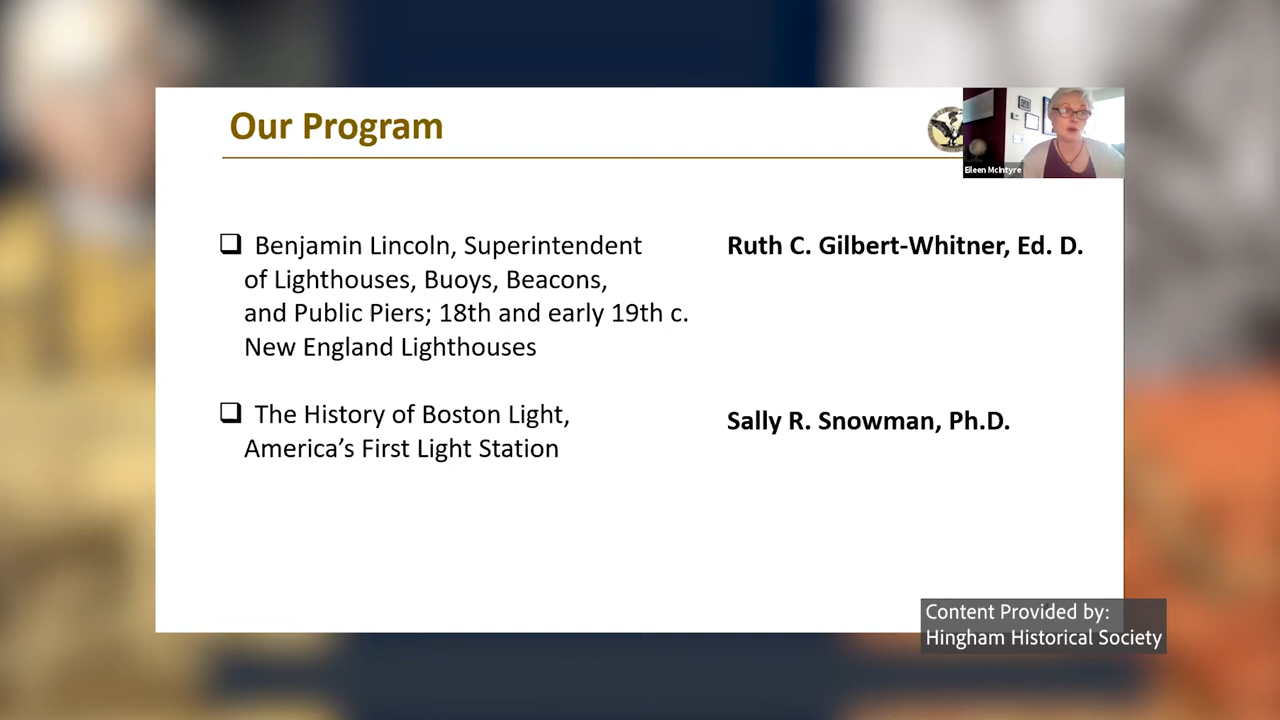 Our Program
Eileen McIntyre
❑ Benjamin Lincoln, Superintendent
of Lighthouses, Buoys, Beacons,
and Public Piers; 18th and early 19th c.
New England Lighthouses
Ruth C. Gilbert-Whitner, Ed. D.
❑ The History of Boston Light,
America’s First Light Station
Sally R. Snowman, Ph.D.
Content Provided by:
Hingham Historical Society